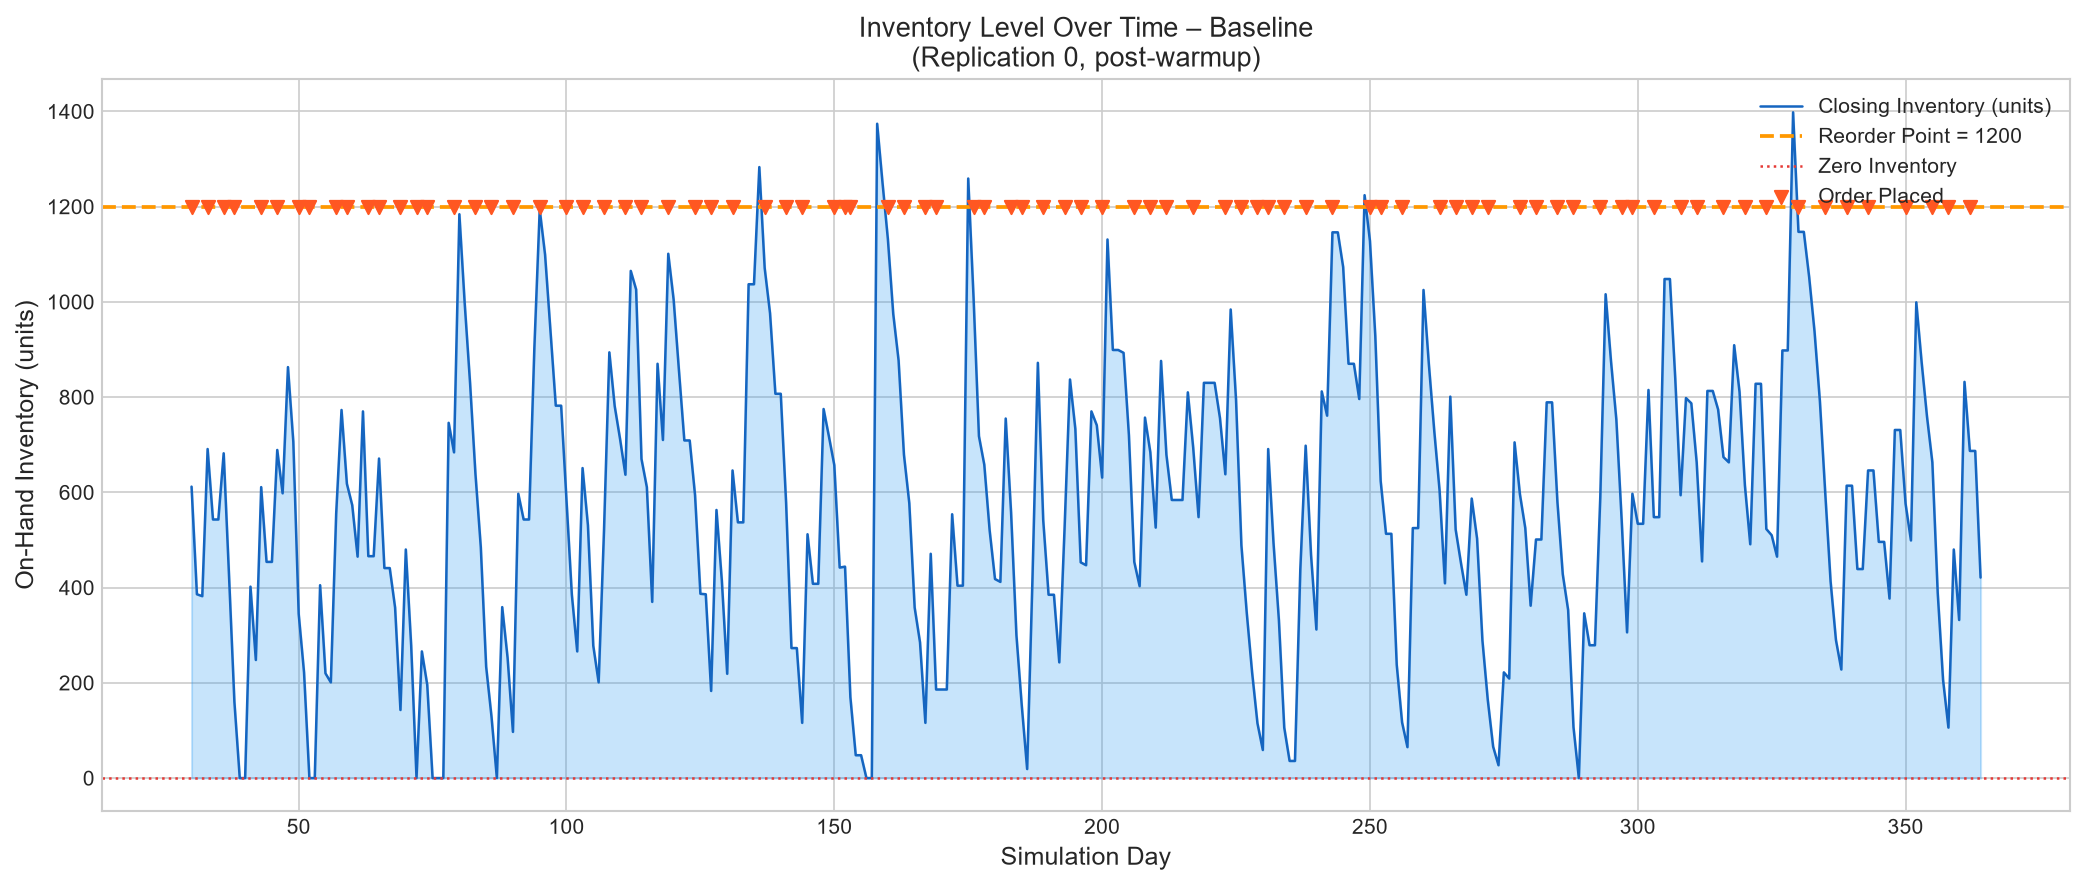 Inventory Level Over Time – Baseline
(Replication 0, post-warmup)
On-Hand Inventory (units)
1400
1200
1000
800
600
400
200
0
Closing Inventory (units)
Reorder Point = 1200
Zero Inventory
Order Placed
50 100 150 200 250 300 350
Simulation Day